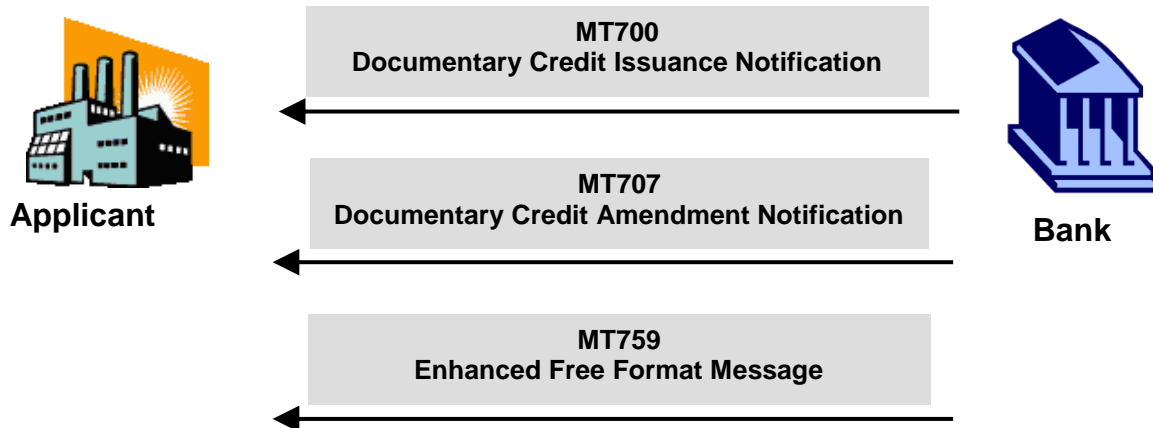 MT700
Documentary Credit Issuance Notification
Applicant
MT707
Documentary Credit Amendment Notification
Bank
MT759
Enhanced Free Format Message